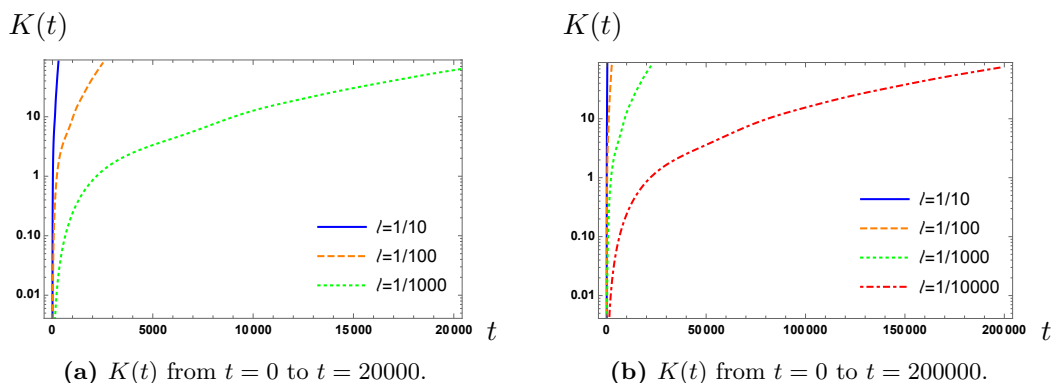 K(t)
10
1
0.10
0.01
0
5000
10000
15000
20000
t
l=1/10
l=1/100
l=1/1000
(a) K(t) from t = 0 to t = 20000.
K(t)
10
1
0.10
0.01
0
50000
100000
150000
200000
t
l=1/10
l=1/100
l=1/1000
l=1/10000
(b) K(t) from t = 0 to t = 200000.